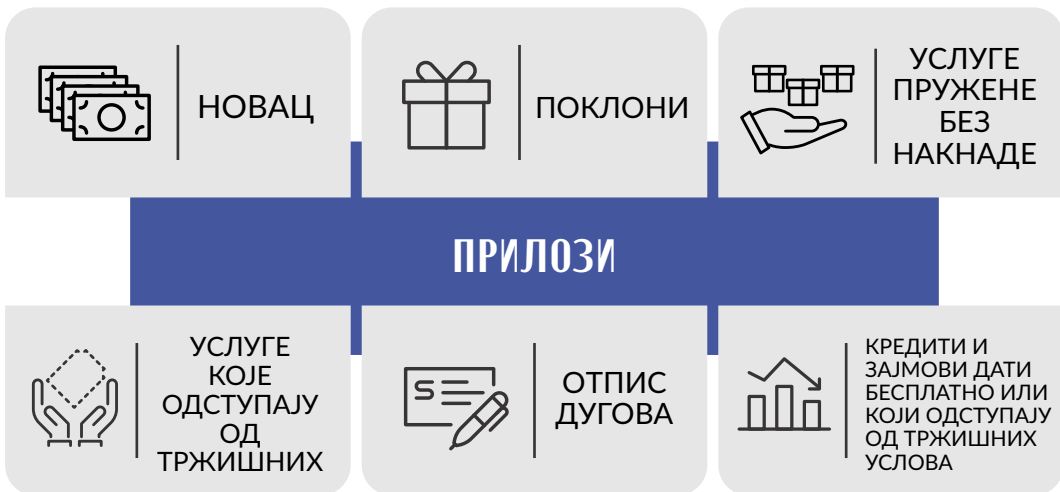 НОВАЦ
ПОКЛОНИ
УСЛУГЕ
ПРУЖЕНЕ
БЕЗ
НАКНАДЕ
ПРИЛОЗИ
УСЛУГЕ
КОЈЕ
ОДСТУПАЈУ
ОД
ТРЖИШНИХ
ОТПИС
ДУГОВА
КРЕДИТИ И
ЗАЈМОВИ ДАТИ
БЕСПЛАТНО ИЛИ
КОЈИ ОДСТУПАЈУ
ОД ТРЖИШНИХ
УСЛОВА